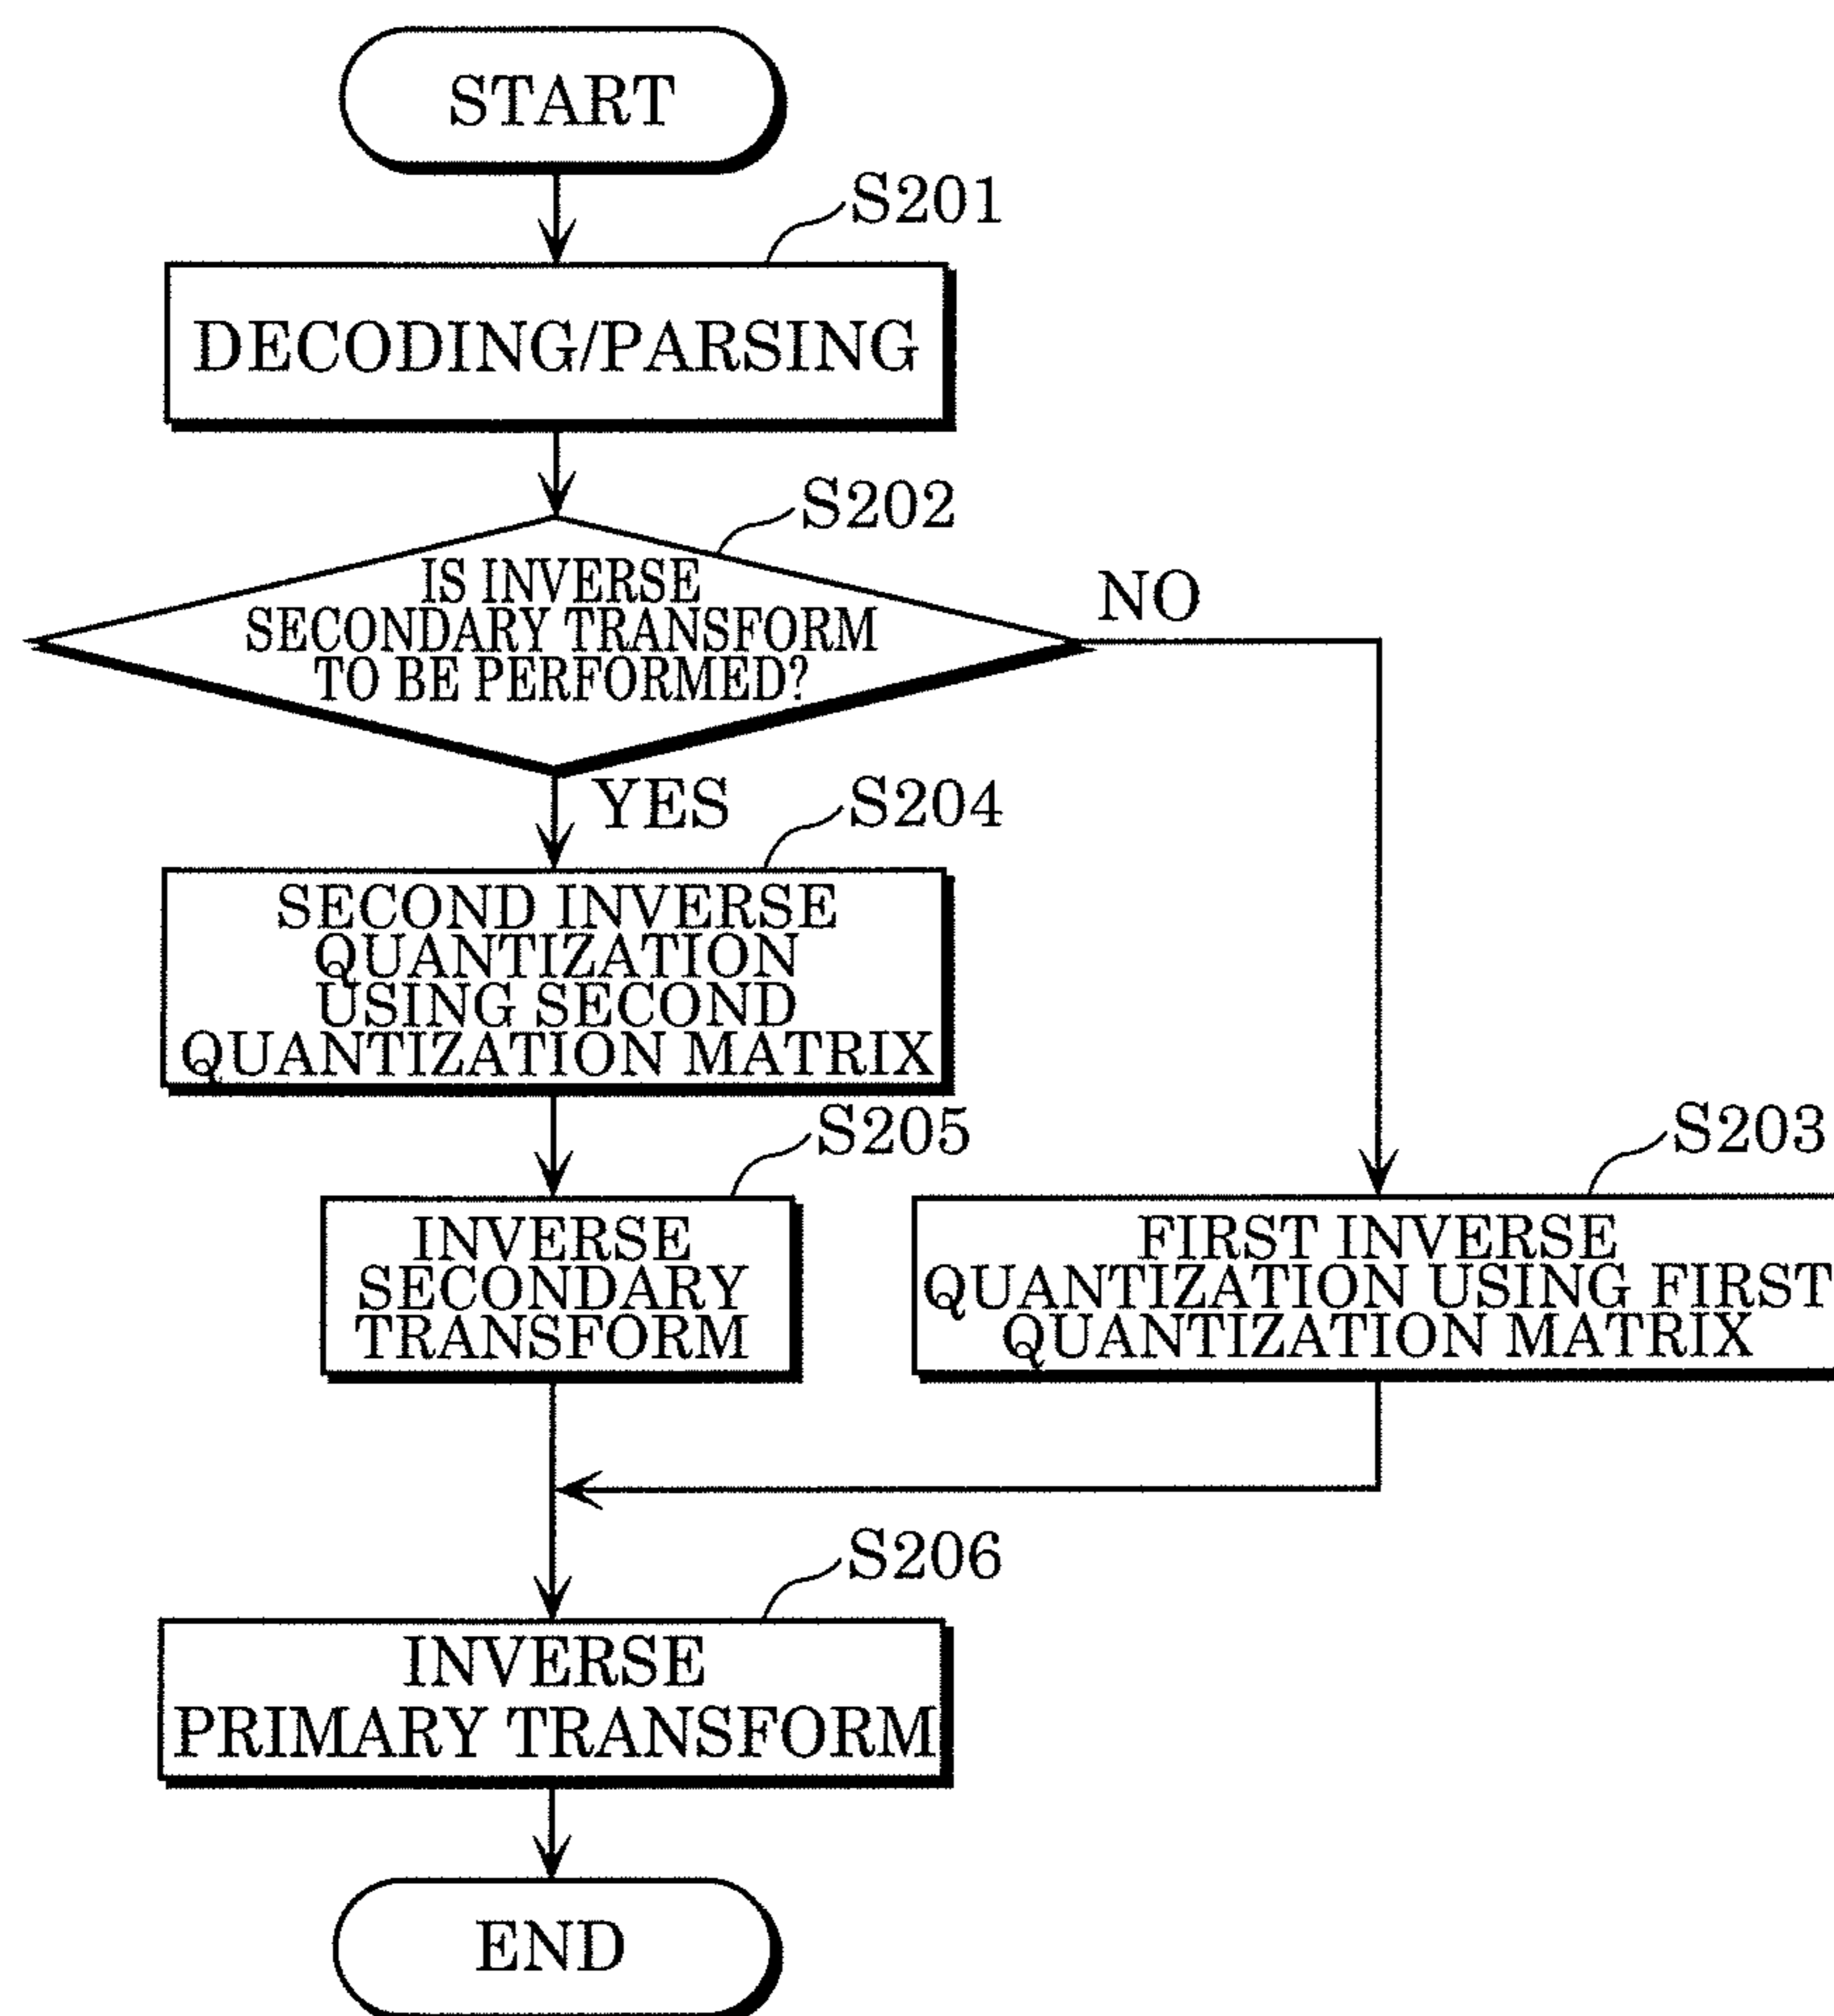 START
S201
DECODING/PARSING
S202
IS INVERSE
SECONDARY TRANSFORM
TO BE PERFORMED?
NO
YES
S204
SECOND INVERSE
QUANTIZATION
USING SECOND
QUANTIZATION MATRIX
S205
INVERSE
SECONDARY
TRANSFORM
S203
FIRST INVERSE
QUANTIZATION USING FIRST
QUANTIZATION MATRIX
S206
INVERSE
PRIMARY TRANSFORM
END